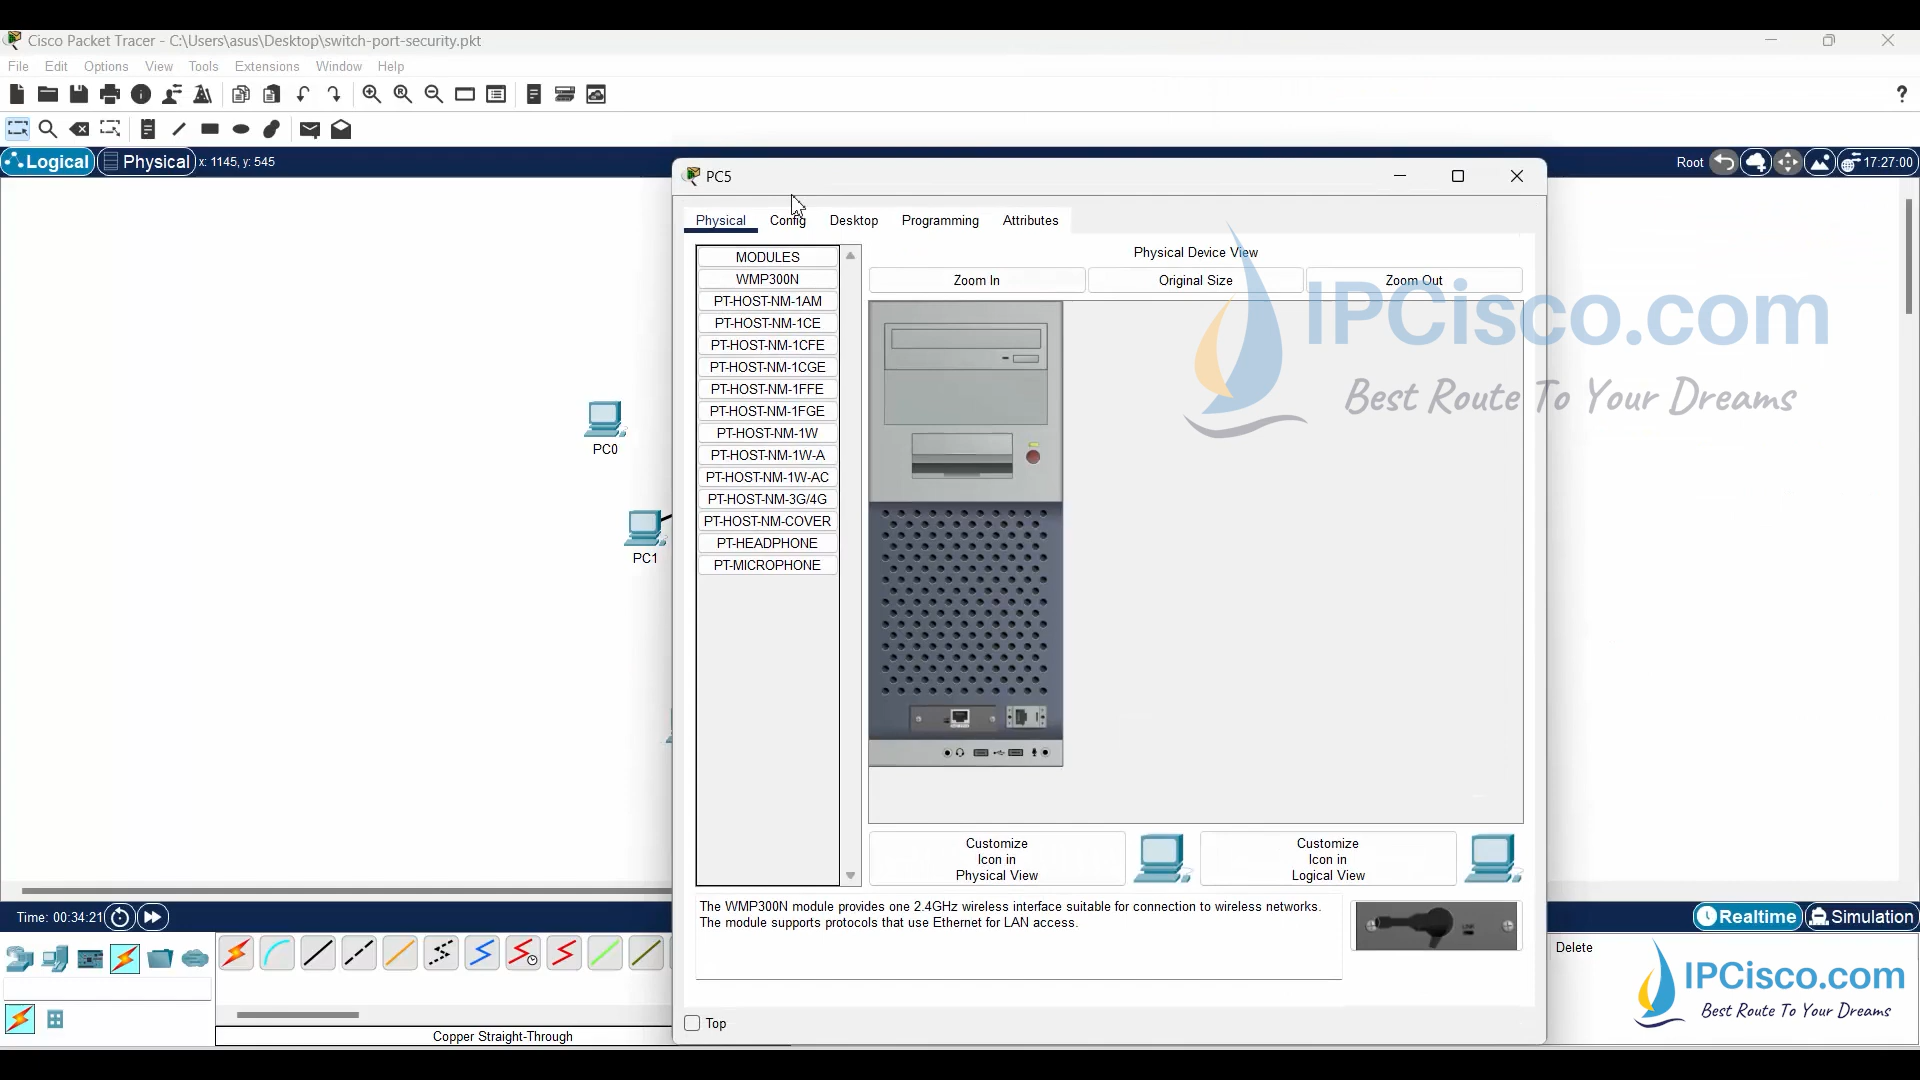 Cisco Packet Tracer - C:\Users\asus\Desktop\switch-port-security.pkt
File Edit Options View Tools Extensions Window Help
?
Logical Physical x: 1145, y: 545
Root 17:27:00
PC5
Physical Config Desktop Programming Attributes
MODULES
WMP300N
PT-HOST-NM-1AM
PT-HOST-NM-1CE
PT-HOST-NM-1CFE
PT-HOST-NM-1CGE
PT-HOST-NM-1FFE
PT-HOST-NM-1FGE
PT-HOST-NM-1W
PT-HOST-NM-1W-A
PT-HOST-NM-1W-AC
PT-HOST-NM-3G/4G
PT-HOST-NM-COVER
PT-HEADPHONE
PT-MICROPHONE
Physical Device View
Zoom In Original Size Zoom Out
IPCisco.com
Best Route To Your Dreams
PC0
PC1
Customize
Icon in
Physical View
Customize
Icon in
Logical View
The WMP300N module provides one 2.4GHz wireless interface suitable for connection to wireless networks.
The module supports protocols that use Ethernet for LAN access.
Top
Time: 00:34:21
Realtime Simulation
Delete
Copper Straight-Through
IPCisco.com
Best Route To Your Dreams